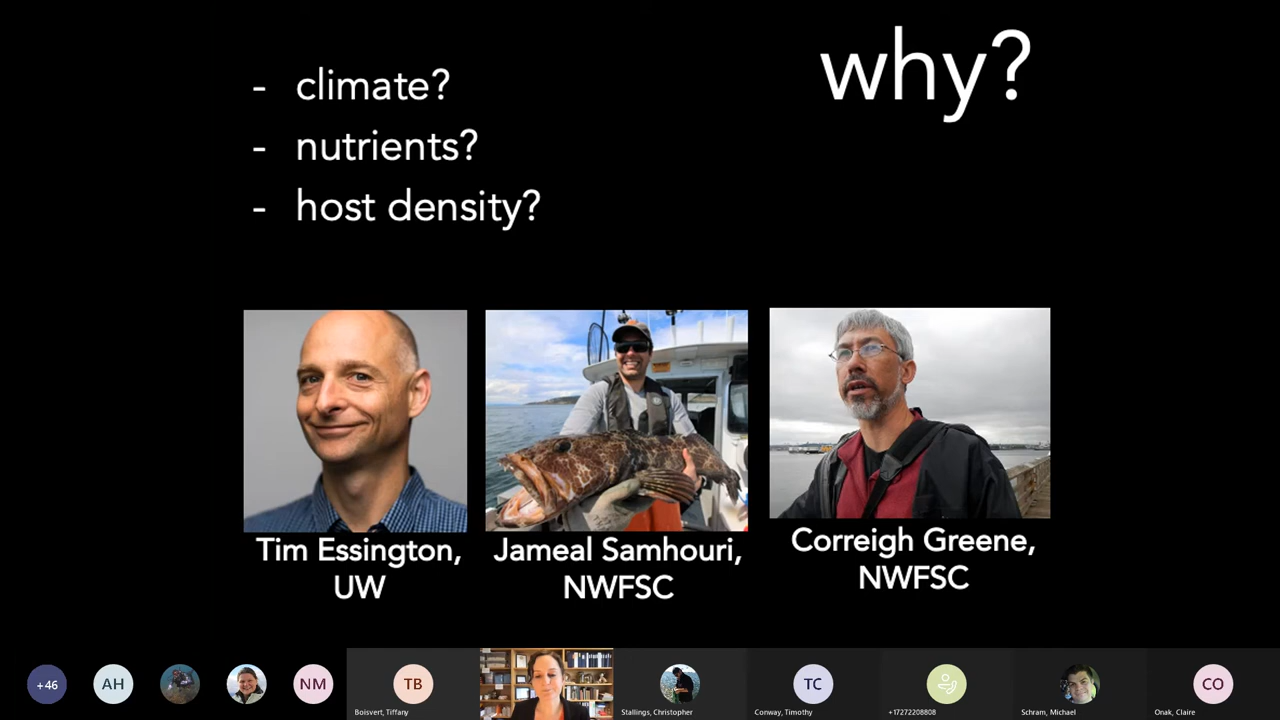 why?
- climate?
- nutrients?
- host density?
Tim Essington,
UW
Jameal Samhouri,
NWFSC
Correigh Greene,
NWFSC
+46
AH
NM
TB
Boisvert, Tiffany
Stallings, Christopher
TC
Conway, Timothy
+17272208808
Schram, Michael
CO
Onak, Claire